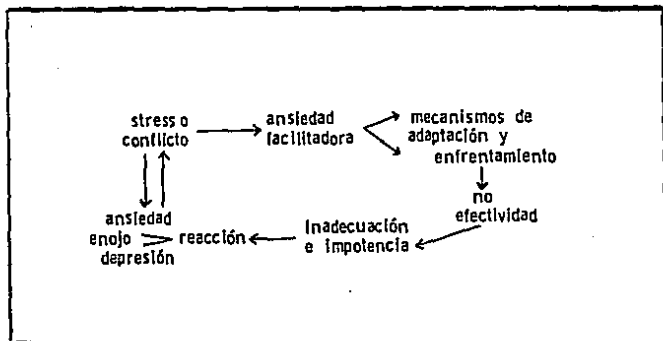 stress o
conflicto
ansiedad
facilitadora
mecanismos de
adaptación y
enfrentamiento
no
efectividad
Inadecuación
e impotencia
reacción
ansiedad
enojo
depresión